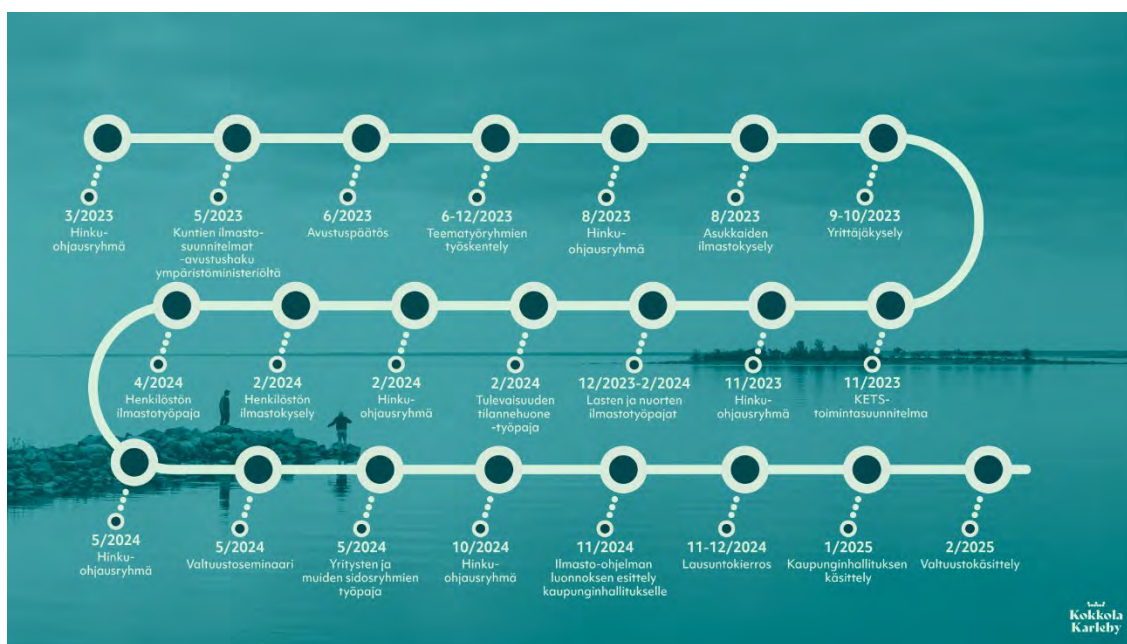 3/2023
Hinku-
ohjausryhmä
5/2023
Kuntien ilmasto-
suunnitelmat
-avustushaku
ympäristöministeriöltä
6/2023
Avustuspäätös
6-12/2023
Teematyöryhmien
työskentely
8/2023
Hinku-
ohjausryhmä
8/2023
Asukkaiden
ilmastokysely
9-10/2023
Yrittäjäkysely
11/2023
KETS-
toimintasuunnitelma
11/2023
Hinku-
ohjausryhmä
12/2023-2/2024
Lasten ja nuorten
ilmastotyöpajat
2/2024
Tulevaisuuden
tilannehuone
-työpaja
2/2024
Hinku-
ohjausryhmä
2/2024
Henkilöstön
ilmastokysely
4/2024
Henkilöstön
ilmastotyöpaja
5/2024
Hinku-
ohjausryhmä
5/2024
Valtuustoseminaari
5/2024
Yritysten ja
muiden sidosryhmien
työpaja
10/2024
Hinku-
ohjausryhmä
11/2024
Ilmasto-ohjelman
luonnoksen esittely
kaupunginhallitukselle
11-12/2024
Lausuntokierros
1/2025
Kaupunginhallituksen
käsittely
2/2025
Valtuustokäsittely
Kokkola
Karleby